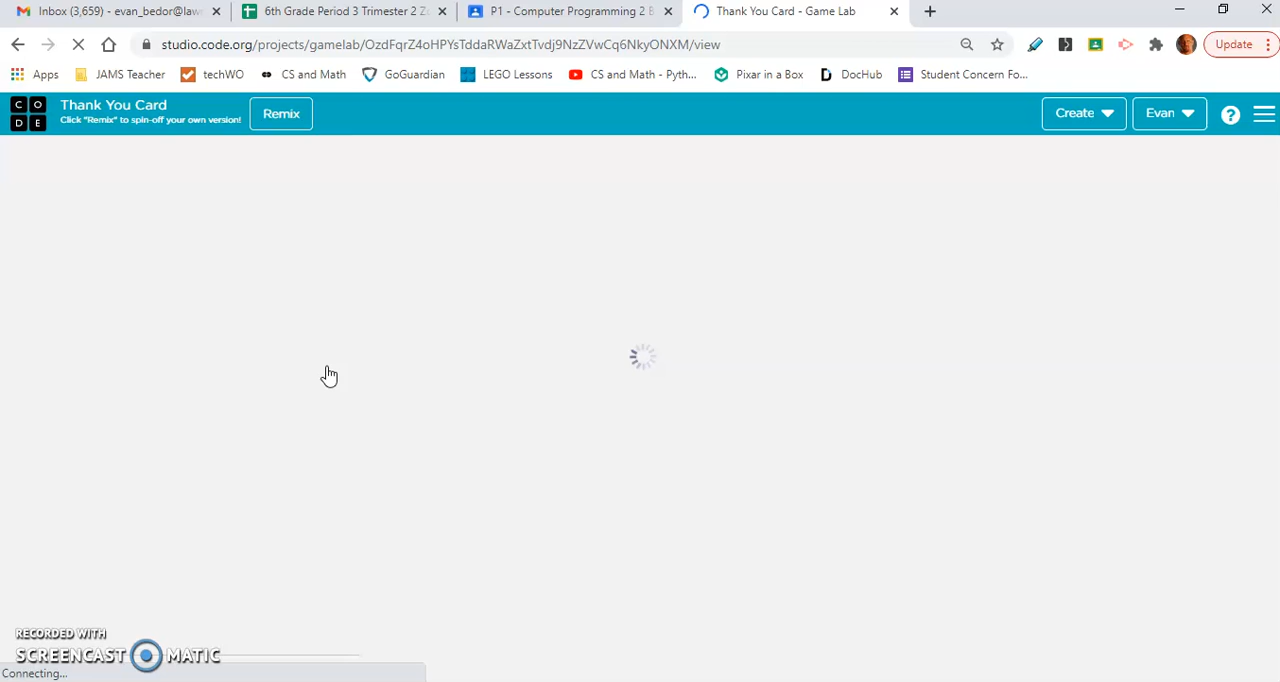 Inbox (3,659) - evan_bedor@law
6th Grade Period 3 Trimester 2 Z
P1 - Computer Programming 2 B
Thank You Card - Game Lab
studio.code.org/projects/gamelab/OzdFqrZ4oHPYsTddaRWaZxtTvdj9NzZVwCq6NkyONXM/view
Update
Apps
JAMS Teacher
techWO
CS and Math
GoGuardian
LEGO Lessons
CS and Math - Pyth...
Pixar in a Box
DocHub
Student Concern Fo...
C O
D E
Thank You Card
Click "Remix" to spin-off your own version!
Remix
Create
Evan
?
RECORDED WITH
SCREENCAST MATIC
Connecting...